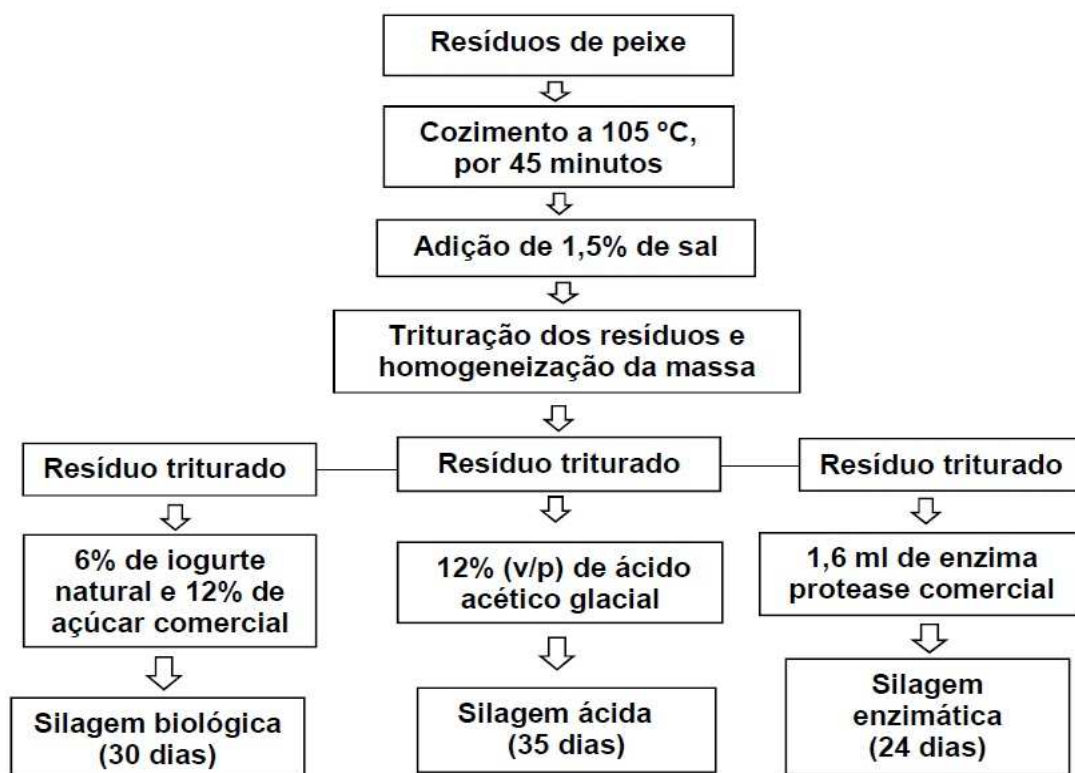 Resíduos de peixe
Cozimento a 105 ºC,
por 45 minutos
Adição de 1,5% de sal
Trituração dos resíduos e
homogeneização da massa
Resíduo triturado
Resíduo triturado
Resíduo triturado
6% de iogurte
natural e 12% de
açúcar comercial
12% (v/p) de ácido
acético glacial
1,6 ml de enzima
protease comercial
Silagem biológica
(30 dias)
Silagem ácida
(35 dias)
Silagem
enzimática
(24 dias)